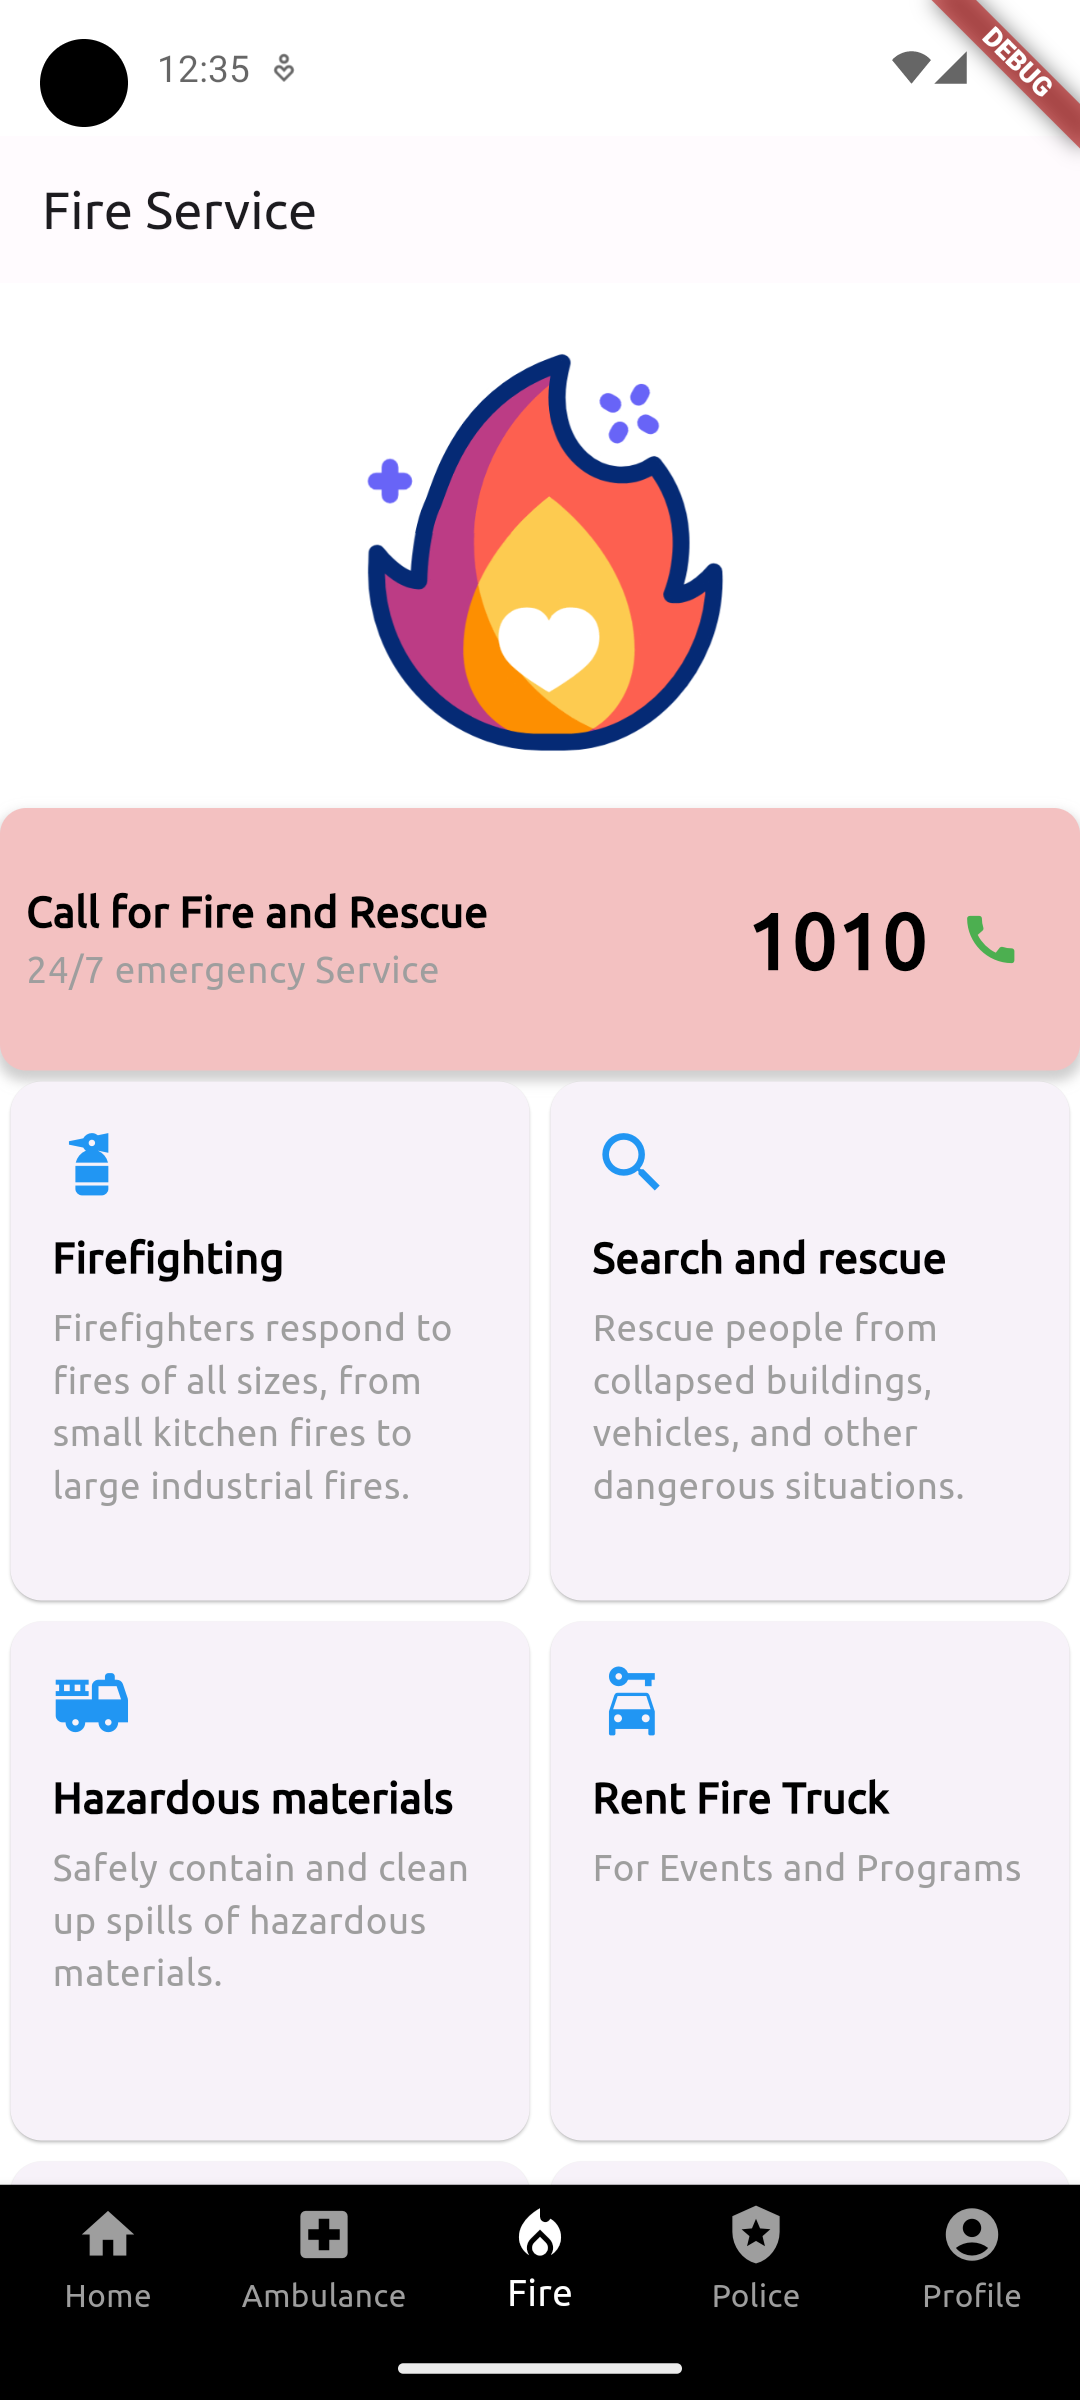 12:35
DEBUG
Fire Service
Call for Fire and Rescue
24/7 emergency Service
1010
Firefighting
Firefighters respond to
fires of all sizes, from
small kitchen fires to
large industrial fires.
Search and rescue
Rescue people from
collapsed buildings,
vehicles, and other
dangerous situations.
Hazardous materials
Safely contain and clean
up spills of hazardous
materials.
Rent Fire Truck
For Events and Programs
Home
Ambulance
Fire
Police
Profile